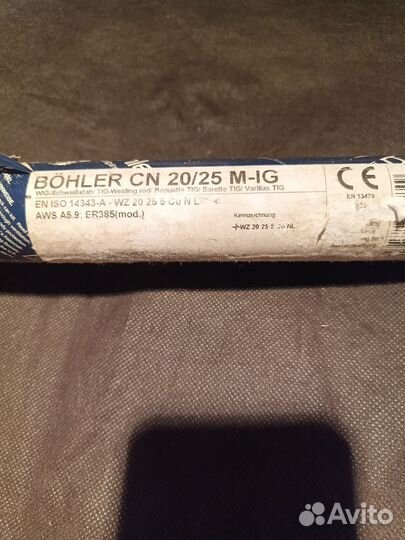 BÖHLER CN 20/25 M-IG
WIG-Schweißstab/ TIG-Welding rod/ Baguette TIG/ Barette TIG/ Varillas TIG
EN ISO 14343-A - WZ 20 25 5 Cu N L
AWS A5.9: ER385(mod.)
Kennzeichnung
WZ 20 25 5 NL
CE
EN 13479
Avito